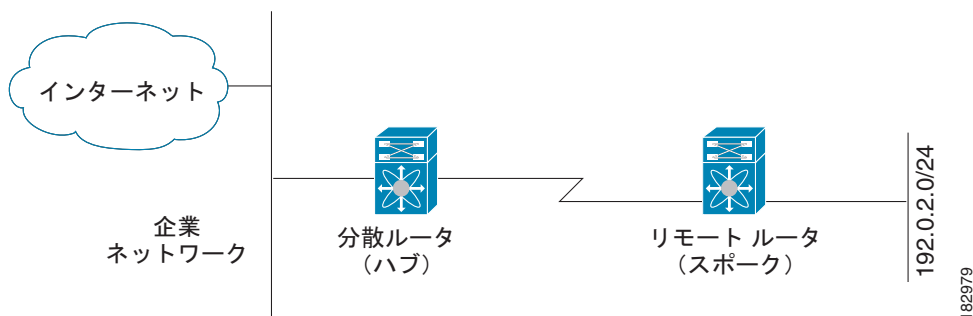 インターネット
企業
ネットワーク
分散ルータ
（ハブ）
リモート ルータ
（スポーク）
192.0.2.0/24
182979